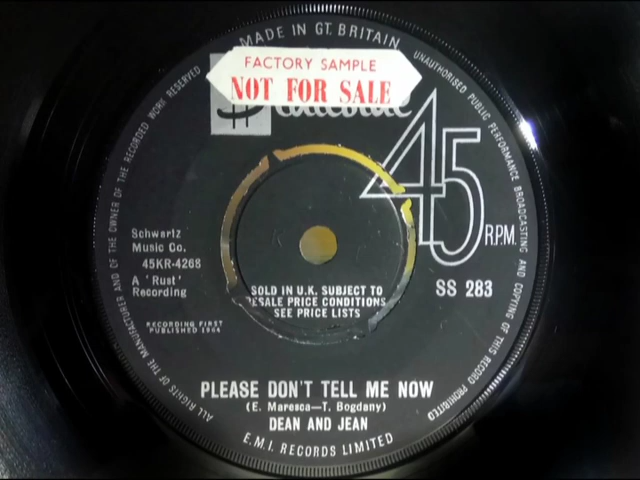 MADE IN GT. BRITAIN
FACTORY SAMPLE
NOT FOR SALE
45
R.P.M.
Schwartz
Music Co.
45KR-4268
A 'Rust'
Recording
SS 283
SOLD IN U.K. SUBJECT TO
RESALE PRICE CONDITIONS
SEE PRICE LISTS
RECORDING FIRST
PUBLISHED 1964
PLEASE DON'T TELL ME NOW
(E. Maresca—T. Bogdany)
DEAN AND JEAN
E.M.I. RECORDS LIMITED
ALL RIGHTS OF THE MANUFACTURER AND OF THE OWNER OF THE RECORDED WORK RESERVED
UNAUTHORISED PUBLIC PERFORMANCE BROADCASTING AND COPYING OF THIS RECORD PROHIBITED